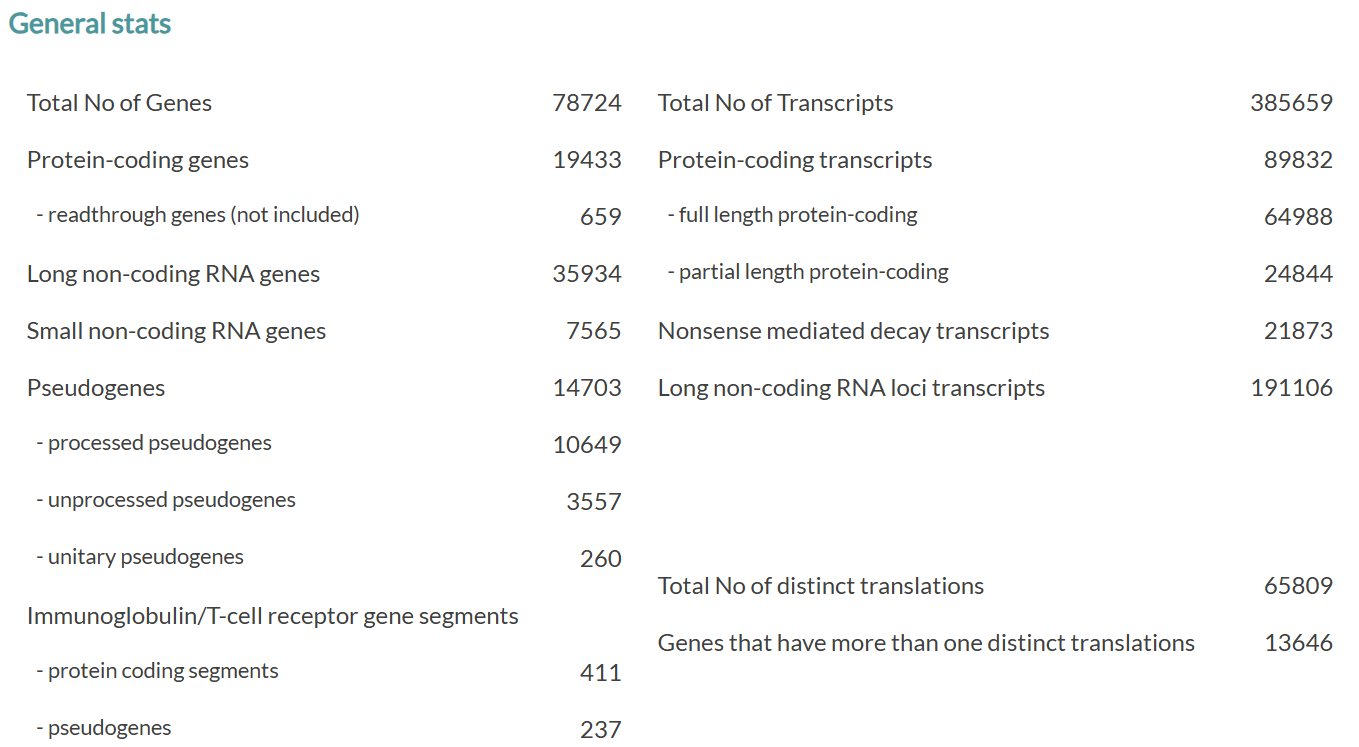 General stats
Total No of Genes 78724 Total No of Transcripts 385659
Protein-coding genes 19433 Protein-coding transcripts 89832
- readthrough genes (not included) 659 - full length protein-coding 64988
Long non-coding RNA genes 35934 - partial length protein-coding 24844
Small non-coding RNA genes 7565 Nonsense mediated decay transcripts 21873
Pseudogenes 14703 Long non-coding RNA loci transcripts 191106
- processed pseudogenes 10649
- unprocessed pseudogenes 3557
- unitary pseudogenes 260
Total No of distinct translations 65809
Immunoglobulin/T-cell receptor gene segments
Genes that have more than one distinct translations 13646
- protein coding segments 411
- pseudogenes 237